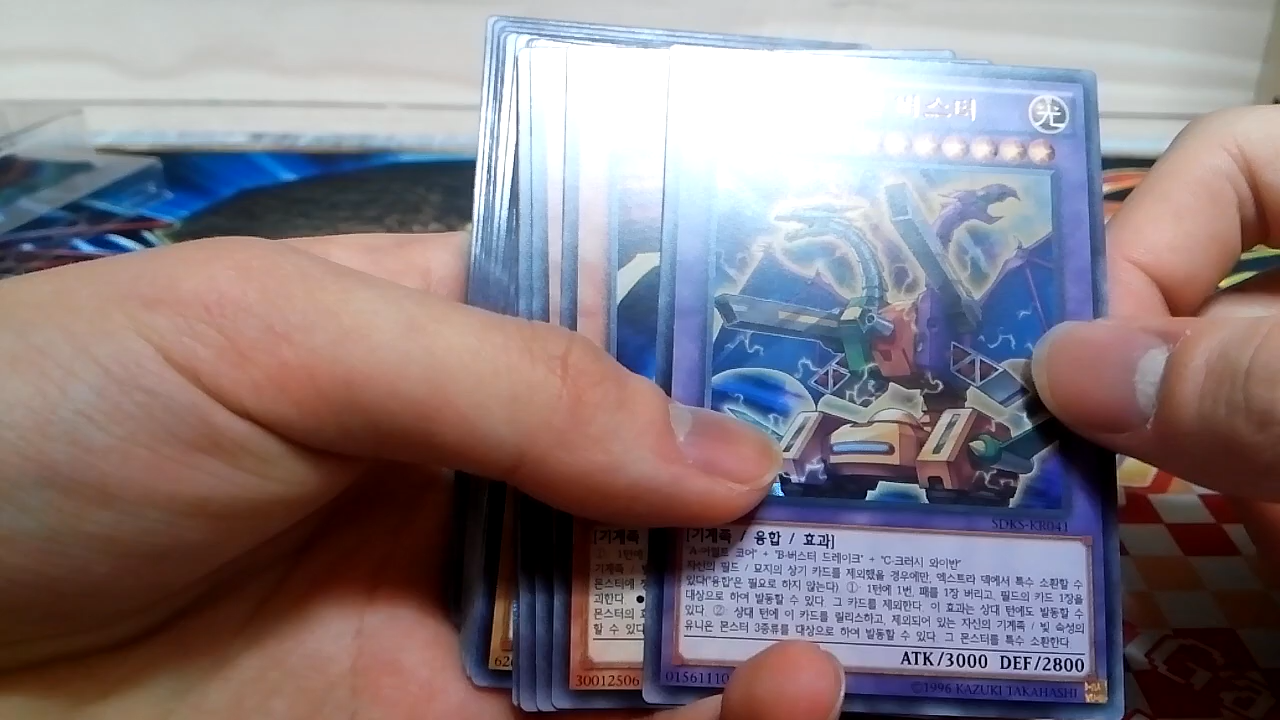 버스터
光
SDKS-KR041
[기계족
[기계족 / 융합 / 효과]
① 1턴에
기계족 /
몬스터에
괴한다. ●
몬스터의
할 수 있다
"A-어설트 코어" + "B-버스터 드레이크" + "C-크러시 와이번"
자신의 필드 / 묘지의 상기 카드를 제외했을 경우에만, 엑스트라 덱에서 특수 소환할 수
있다("융합"은 필요로 하지 않는다). ①: 1턴에 1번, 패를 1장 버리고, 필드의 카드 1장을
대상으로 하여 발동할 수 있다. 그 카드를 제외한다. 이 효과는 상대 턴에도 발동할 수
있다. ②: 상대 턴에 이 카드를 릴리스하고, 제외되어 있는 자신의 기계족 / 빛 속성의
유니온 몬스터 3종류를 대상으로 하여 발동할 수 있다. 그 몬스터를 특수 소환한다.
ATK/3000 DEF/2800
62
30012506
01561110
©1996 KAZUKI TAKAHASHI